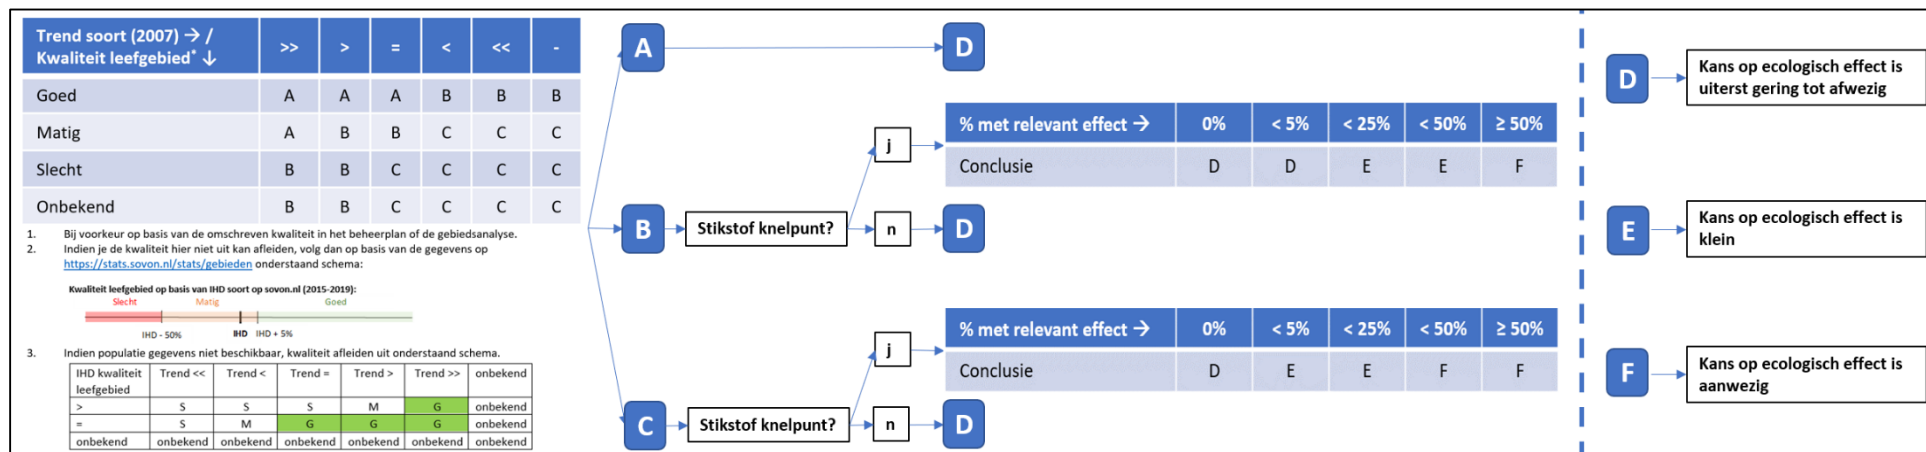 Trend soort (2007) → / Kwaliteit leefgebied* ↓ >> > = < << -
Goed A A A B B B
Matig A B B C C C
Slecht B B C C C C
Onbekend B B C C C C
1. Bij voorkeur op basis van de omschreven kwaliteit in het beheerplan of de gebiedsanalyse.
2. Indien je de kwaliteit hier niet uit kan afleiden, volg dan op basis van de gegevens op
https://stats.sovon.nl/stats/gebieden onderstaand schema:
Kwaliteit leefgebied op basis van IHD soort op sovon.nl (2015-2019):
Slecht Matig Goed
IHD - 50% IHD IHD + 5%
3. Indien populatie gegevens niet beschikbaar, kwaliteit afleiden uit onderstaand schema.
IHD kwaliteit leefgebied Trend << Trend < Trend = Trend > Trend >> onbekend
> S S S M G onbekend
= S M G G G onbekend
onbekend onbekend onbekend onbekend onbekend onbekend onbekend
A D
B Stikstof knelpunt?
j
% met relevant effect → 0% < 5% < 25% < 50% ≥ 50%
Conclusie D D E E F
n D
C Stikstof knelpunt?
j
% met relevant effect → 0% < 5% < 25% < 50% ≥ 50%
Conclusie D E E F F
n D
D Kans op ecologisch effect is
uiterst gering tot afwezig
E Kans op ecologisch effect is
klein
F Kans op ecologisch effect is
aanwezig